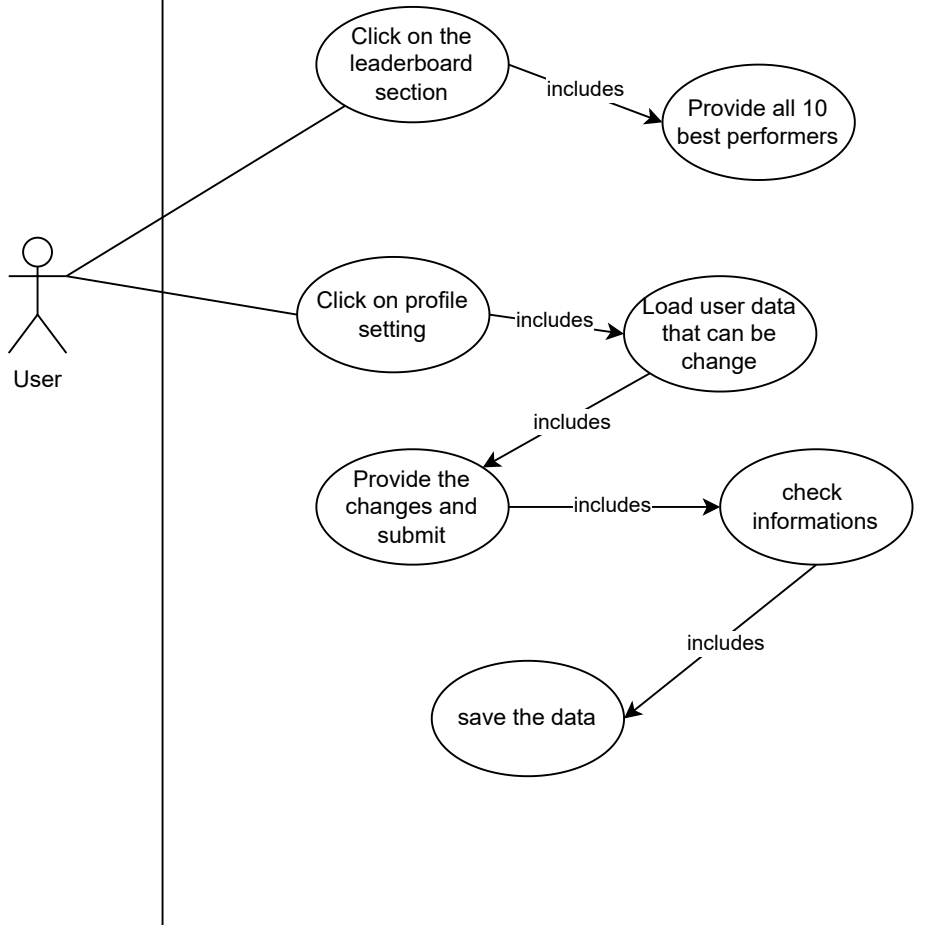 Click on the
leaderboard
section
includes
Provide all 10
best performers
User
Click on profile
setting
includes
Load user data
that can be
change
includes
Provide the
changes and
submit
includes
check
informations
includes
save the data